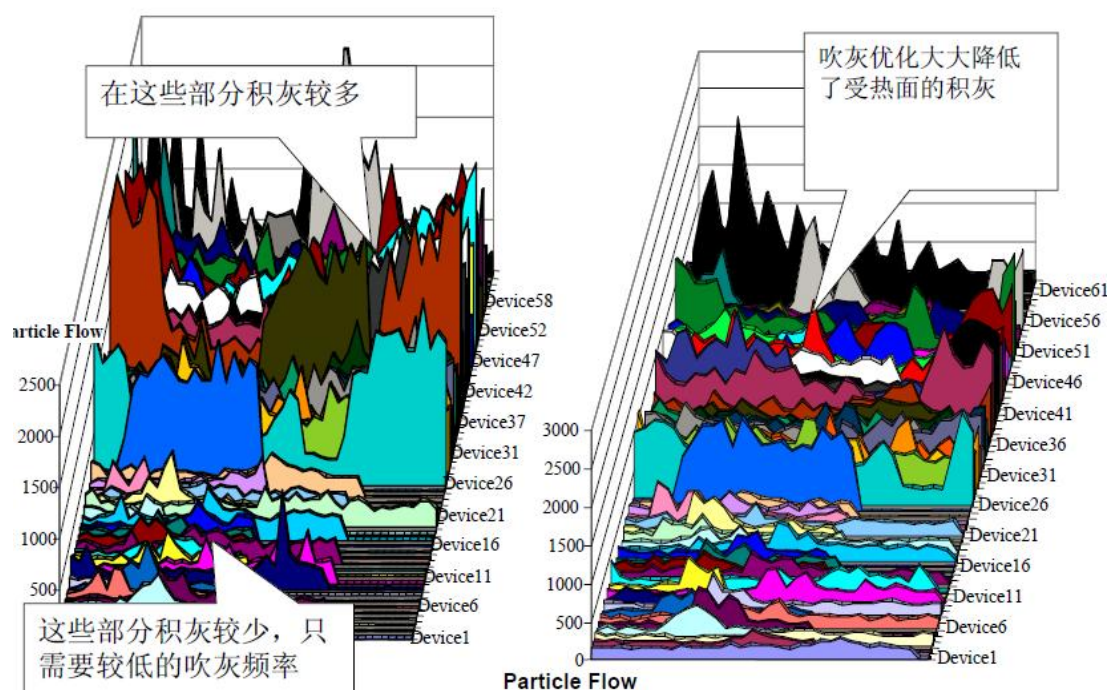 在这些部分积灰较多
吹灰优化大大降低
了受热面的积灰
Device58
Device52
Device47
Device42
Device37
Device31
Device26
Device21
Device16
Device11
Device6
Device1
article Flow
2500
2000
1500
1000
500
这些部分积灰较少，只
需要较低的吹灰频率
Device61
Device56
Device51
Device46
Device41
Device36
Device31
Device26
Device21
Device16
Device11
Device6
Device1
3000
2500
2000
1500
1000
500
0
Particle Flow